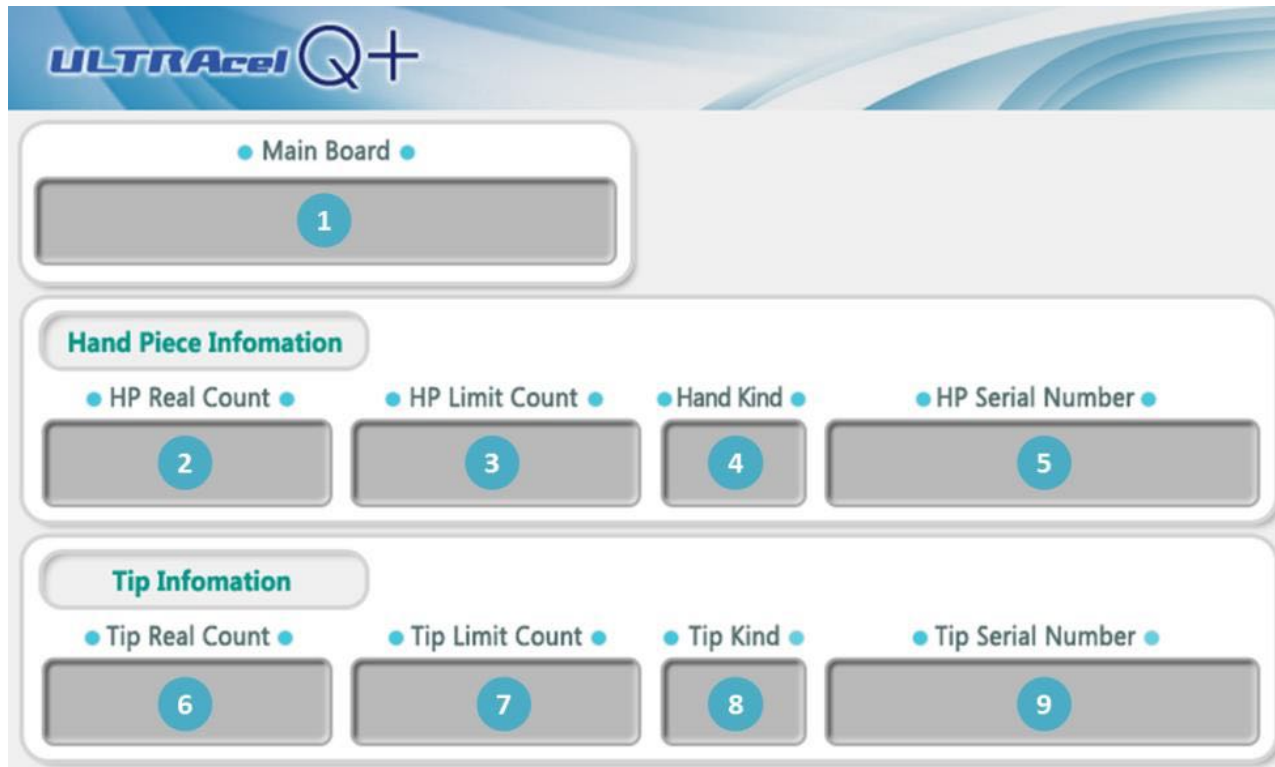 ULTRAcel Q+
Main Board
1
Hand Piece Infomation
HP Real Count HP Limit Count Hand Kind HP Serial Number
2 3 4 5
Tip Infomation
Tip Real Count Tip Limit Count Tip Kind Tip Serial Number
6 7 8 9